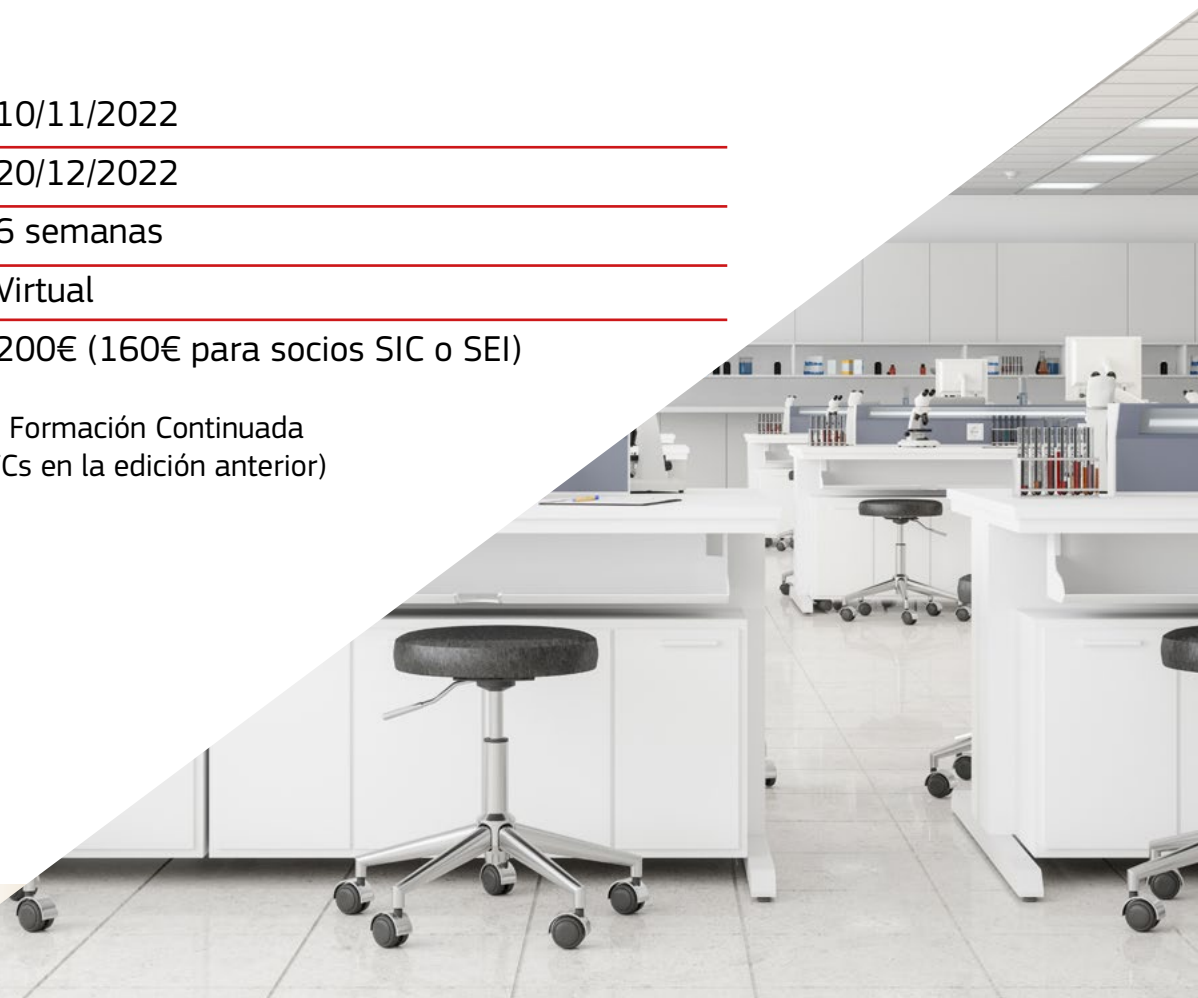 10/11/2022
20/12/2022
6 semanas
Virtual
200€ (160€ para socios SIC o SEI)
Formación Continuada
Cs en la edición anterior)